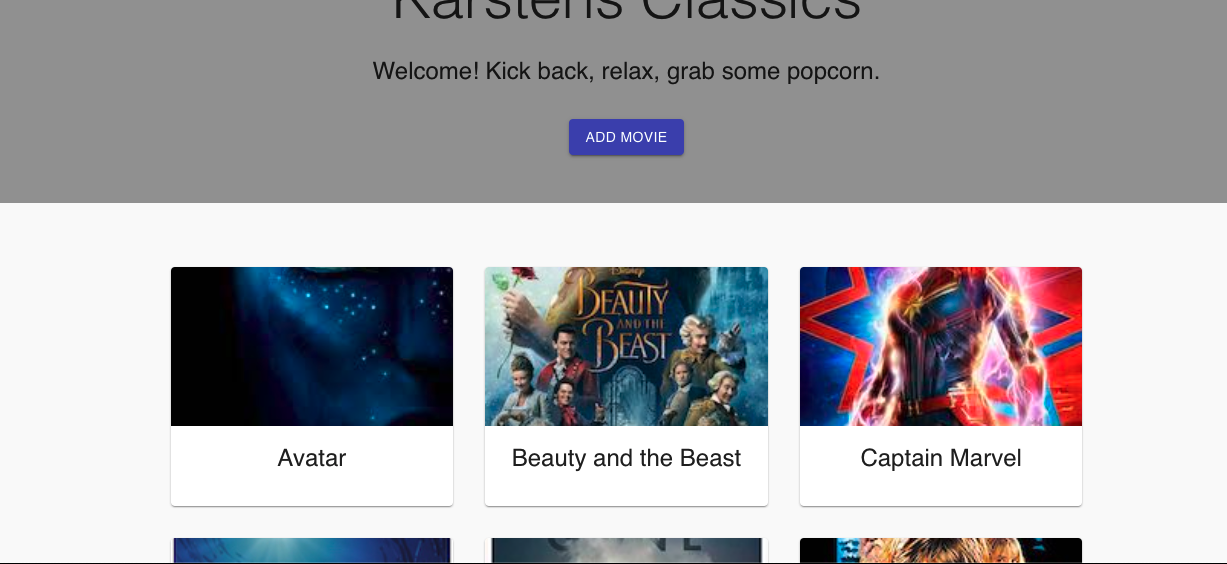 Karstens Classics
Welcome! Kick back, relax, grab some popcorn.
ADD MOVIE
Disney
BEAUTY
AND THE
BEAST
Avatar
Beauty and the Beast
Captain Marvel